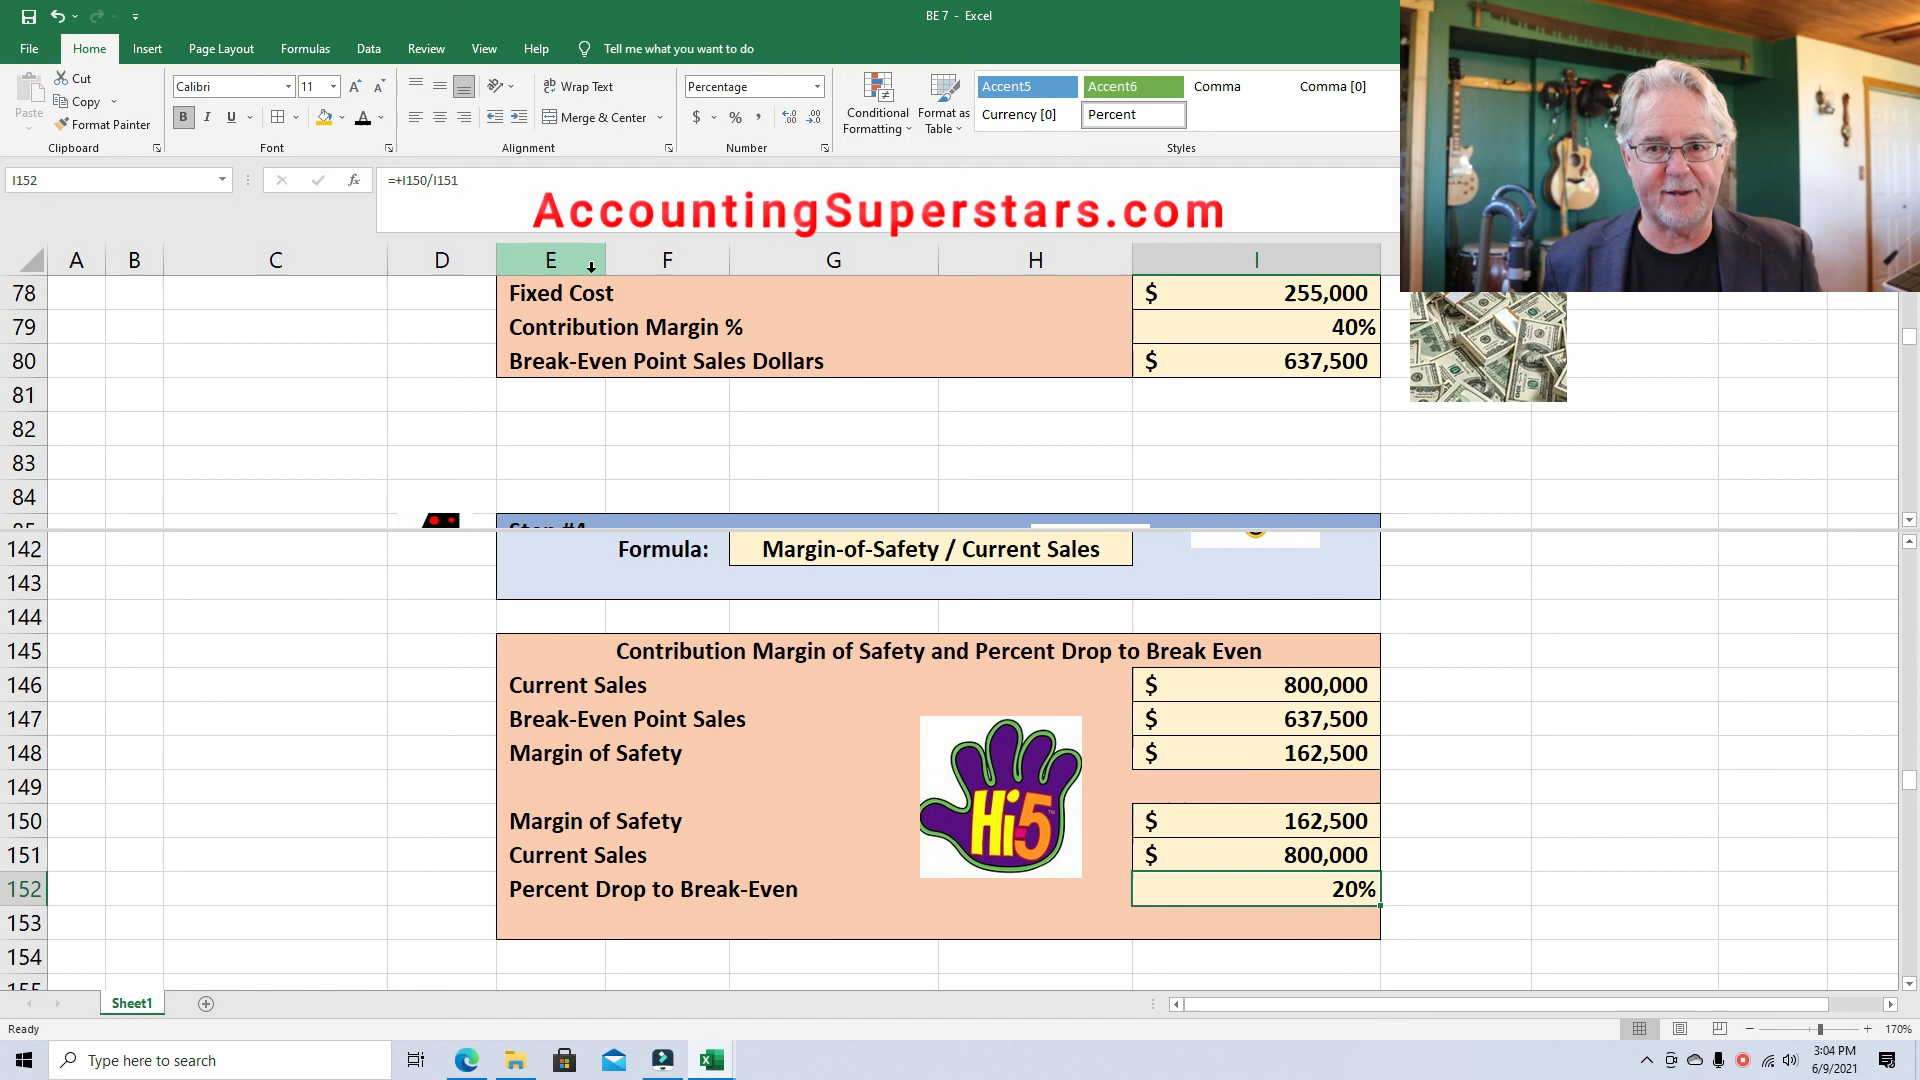 BE 7 - Excel
File Home Insert Page Layout Formulas Data Review View Help Tell me what you want to do
Paste
Cut
Copy
Format Painter
Clipboard
Calibri 11
B I U
Font
Wrap Text
Merge & Center
Alignment
Percentage
$ % ,
Number
Conditional Formatting
Format as Table
Accent5 Accent6 Comma Comma [0]
Currency [0] Percent
Styles
I152 fx =+I150/I151
AccountingSuperstars.com
A B C D E F G H I
78 Fixed Cost $ 255,000
79 Contribution Margin % 40%
80 Break-Even Point Sales Dollars $ 637,500
81
82
83
84
85 Step #4
142 Formula: Margin-of-Safety / Current Sales
143
144
145 Contribution Margin of Safety and Percent Drop to Break Even
146 Current Sales $ 800,000
147 Break-Even Point Sales $ 637,500
148 Margin of Safety $ 162,500
149
150 Margin of Safety $ 162,500
151 Current Sales $ 800,000
152 Percent Drop to Break-Even 20%
153
154
155
Hi-5
Sheet1
Ready
170%
Type here to search
3:04 PM
6/9/2021